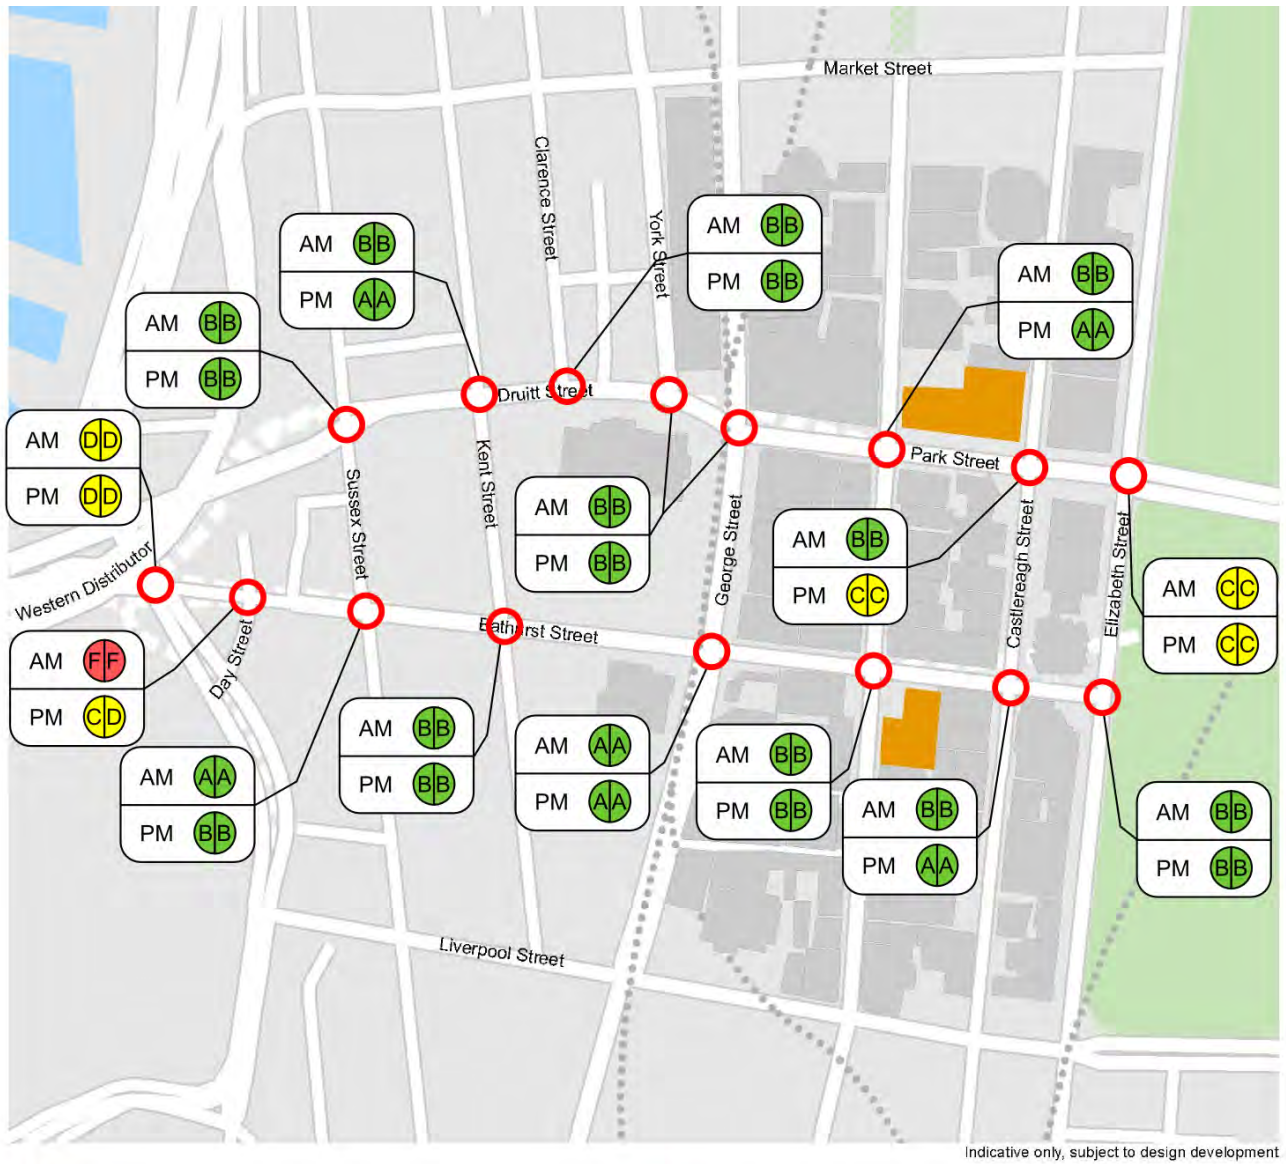 Market Street
Clarence Street
York Street
AM B B
PM B B
AM B B
PM A A
AM B B
PM A A
AM B B
PM B B
Druitt Street
AM D D
PM D D
Park Street
Kent Street
Sussex Street
AM B B
PM B B
George Street
AM B B
PM C C
Castlereagh Street
Elizabeth Street
Western Distributor
AM C C
PM C C
Bathurst Street
AM F F
PM C D
Day Street
AM B B
PM B B
AM A A
PM A A
AM B B
PM B B
AM A A
PM B B
AM B B
PM A A
AM B B
PM B B
Liverpool Street
Indicative only, subject to design development